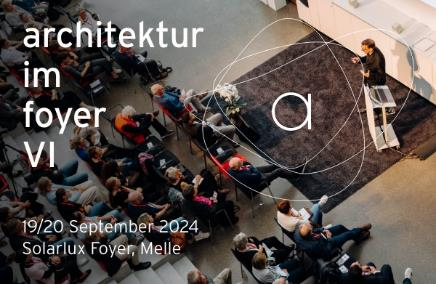 architektur
im
foyer
VI
a
19/20 September 2024
Solarlux Foyer, Melle